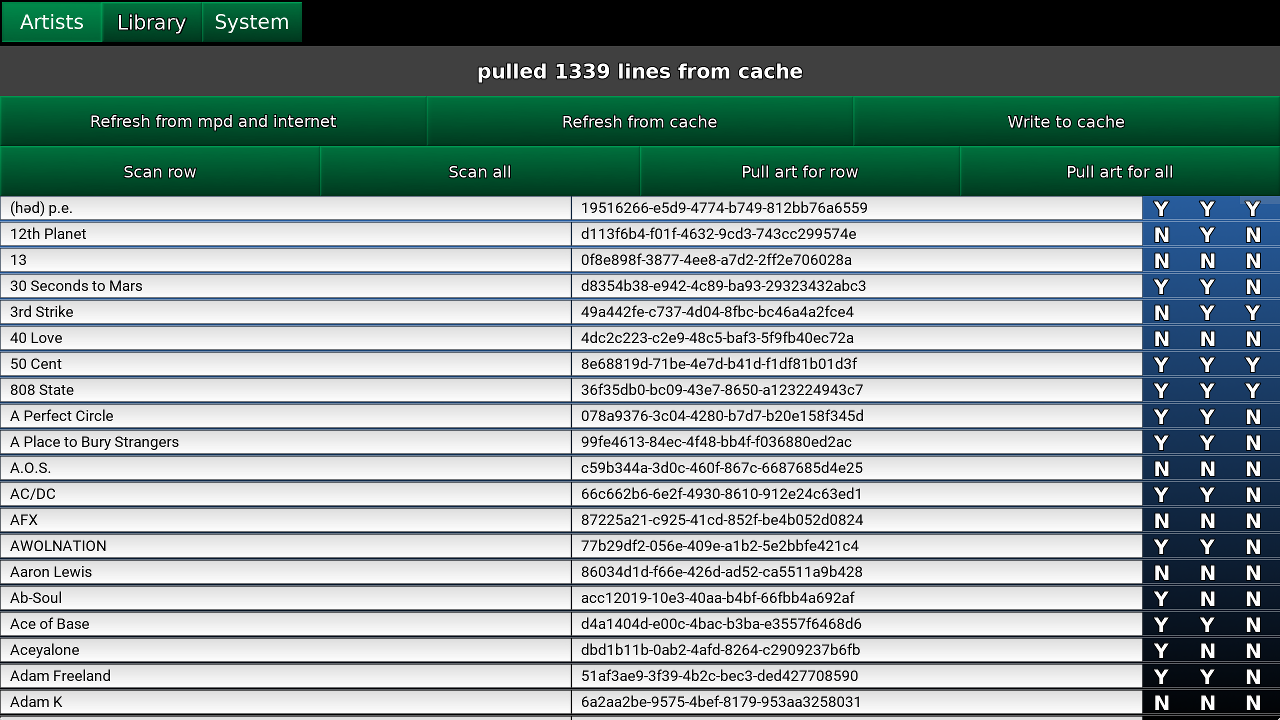 Artists Library System
pulled 1339 lines from cache
Refresh from mpd and internet Refresh from cache Write to cache
Scan row Scan all Pull art for row Pull art for all
(həd) p.e. 19516266-e5d9-4774-b749-812bb76a6559 Y Y Y
12th Planet d113f6b4-f01f-4632-9cd3-743cc299574e N Y N
13 0f8e898f-3877-4ee8-a7d2-2ff2e706028a N N N
30 Seconds to Mars d8354b38-e942-4c89-ba93-29323432abc3 Y Y N
3rd Strike 49a442fe-c737-4d04-8fbc-bc46a4a2fce4 N Y Y
40 Love 4dc2c223-c2e9-48c5-baf3-5f9fb40ec72a N N N
50 Cent 8e68819d-71be-4e7d-b41d-f1df81b01d3f Y Y Y
808 State 36f35db0-bc09-43e7-8650-a123224943c7 Y Y Y
A Perfect Circle 078a9376-3c04-4280-b7d7-b20e158f345d Y Y N
A Place to Bury Strangers 99fe4613-84ec-4f48-bb4f-f036880ed2ac Y Y N
A.O.S. c59b344a-3d0c-460f-867c-6687685d4e25 N N N
AC/DC 66c662b6-6e2f-4930-8610-912e24c63ed1 Y Y N
AFX 87225a21-c925-41cd-852f-be4b052d0824 N N N
AWOLNATION 77b29df2-056e-409e-a1b2-5e2bbfe421c4 Y Y N
Aaron Lewis 86034d1d-f66e-426d-ad52-ca5511a9b428 N N N
Ab-Soul acc12019-10e3-40aa-b4bf-66fbb4a692af Y N N
Ace of Base d4a1404d-e00c-4bac-b3ba-e3557f6468d6 Y Y N
Aceyalone dbd1b11b-0ab2-4afd-8264-c2909237b6fb Y N N
Adam Freeland 51af3ae9-3f39-4b2c-bec3-ded427708590 Y Y N
Adam K 6a2aa2be-9575-4bef-8179-953aa3258031 N N N